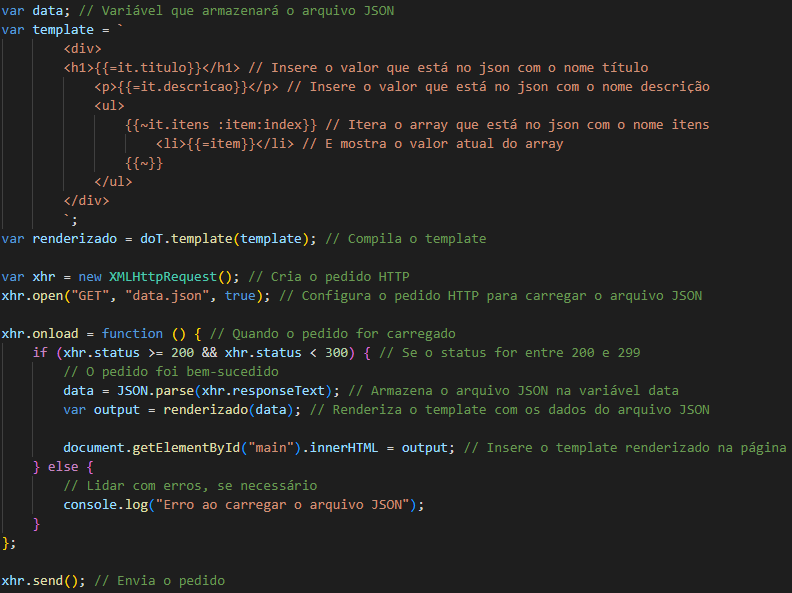 var data; // Variável que armazenará o arquivo JSON
var template = `
<div>
<h1>{{=it.titulo}}</h1> // Insere o valor que está no json com o nome título
<p>{{=it.descricao}}</p> // Insere o valor que está no json com o nome descrição
<ul>
{{~it.itens :item:index}} // Itera o array que está no json com o nome itens
<li>{{=item}}</li> // E mostra o valor atual do array
{{~}}
</ul>
</div>
`;
var renderizado = doT.template(template); // Compila o template
var xhr = new XMLHttpRequest(); // Cria o pedido HTTP
xhr.open("GET", "data.json", true); // Configura o pedido HTTP para carregar o arquivo JSON
xhr.onload = function () { // Quando o pedido for carregado
if (xhr.status >= 200 && xhr.status < 300) { // Se o status for entre 200 e 299
// O pedido foi bem-sucedido
data = JSON.parse(xhr.responseText); // Armazena o arquivo JSON na variável data
var output = renderizado(data); // Renderiza o template com os dados do arquivo JSON
document.getElementById("main").innerHTML = output; // Insere o template renderizado na página
} else {
// Lidar com erros, se necessário
console.log("Erro ao carregar o arquivo JSON");
}
};
xhr.send(); // Envia o pedido